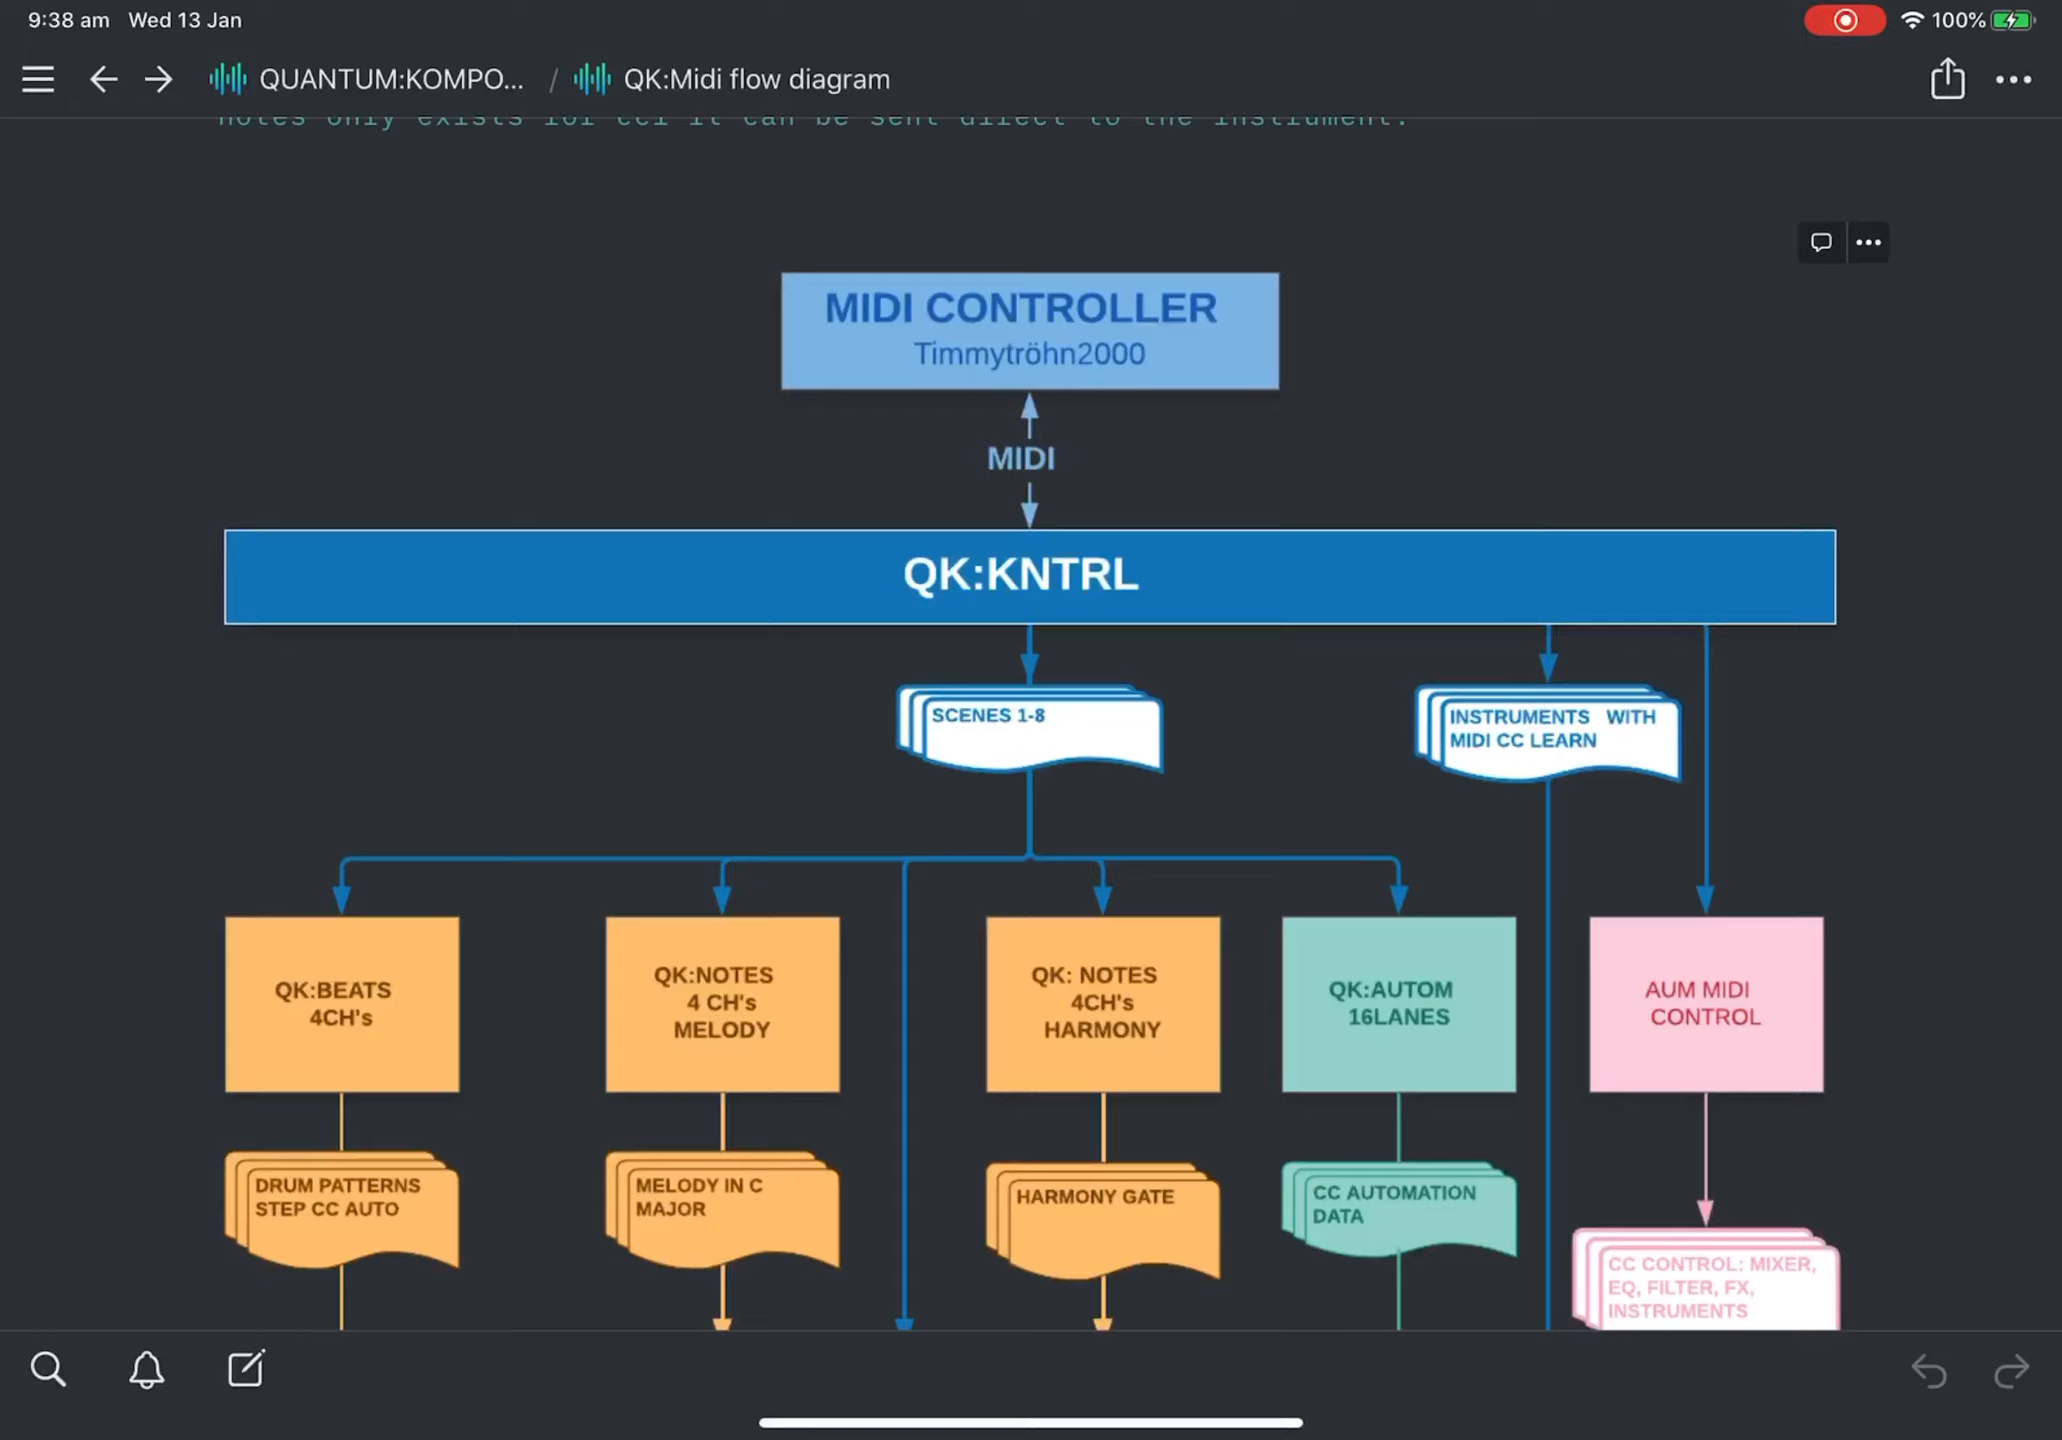 9:38 am Wed 13 Jan
100%
QUANTUM:KOMPO... / QK:Midi flow diagram
notes only exists for cc1 it can be sent direct to the instrument.
MIDI CONTROLLER
Timmytröhn2000
MIDI
QK:KNTRL
SCENES 1-8
INSTRUMENTS WITH
MIDI CC LEARN
QK:BEATS
4CH's
QK:NOTES
4 CH's
MELODY
QK: NOTES
4CH's
HARMONY
QK:AUTOM
16LANES
AUM MIDI
CONTROL
DRUM PATTERNS
STEP CC AUTO
MELODY IN C
MAJOR
HARMONY GATE
CC AUTOMATION
DATA
CC CONTROL: MIXER,
EQ, FILTER, FX,
INSTRUMENTS